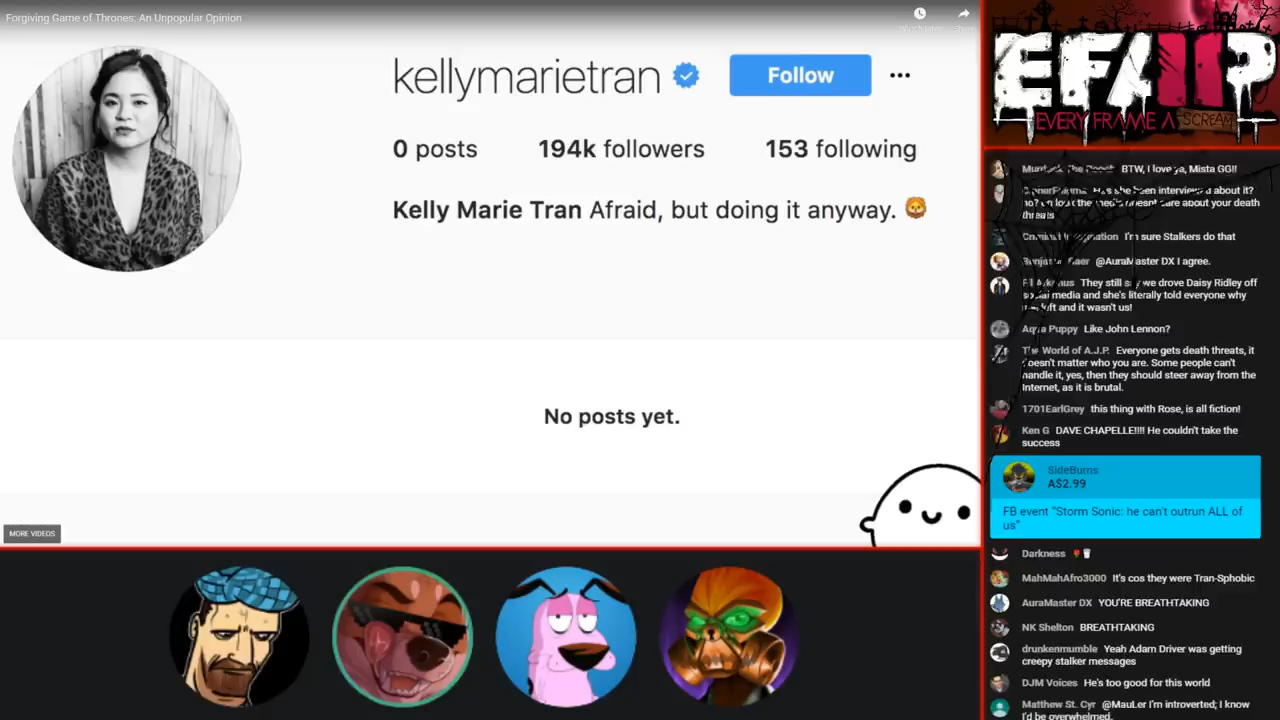 Forgiving Game of Thrones: An Unpopular Opinion
kellymarietran
Follow
0 posts
194k followers
153 following
Kelly Marie Tran Afraid, but doing it anyway.
No posts yet.
MORE VIDEOS
EFAP
EVERY FRAME A SCREAM
BTW, I love ya, Mista GG!!
she been interviewed about it?
the media doesnt care about your death
threats
I'm sure Stalkers do that
@AuraMaster DX I agree.
They still say we drove Daisy Ridley off
social media and she's literally told everyone why
left and it wasn't us!
Aqua Puppy Like John Lennon?
The World of A.J.P. Everyone gets death threats, it
doesn't matter who you are. Some people can't
handle it, yes, then they should steer away from the
Internet, as it is brutal.
1701EarlGrey this thing with Rose, is all fiction!
Ken G DAVE CHAPELLE!!!! He couldn't take the
success
SideBurns
A$2.99
FB event "Storm Sonic: he can't outrun ALL of
us"
Darkness
MahMahAfro3000 It's cos they were Tran-Sphobic
AuraMaster DX YOU'RE BREATHTAKING
NK Shelton BREATHTAKING
drunkenmumble Yeah Adam Driver was getting
creepy stalker messages
DJM Voices He's too good for this world
Matthew St. Cyr @MauLer I'm introverted; I know
I'd be overwhelmed.